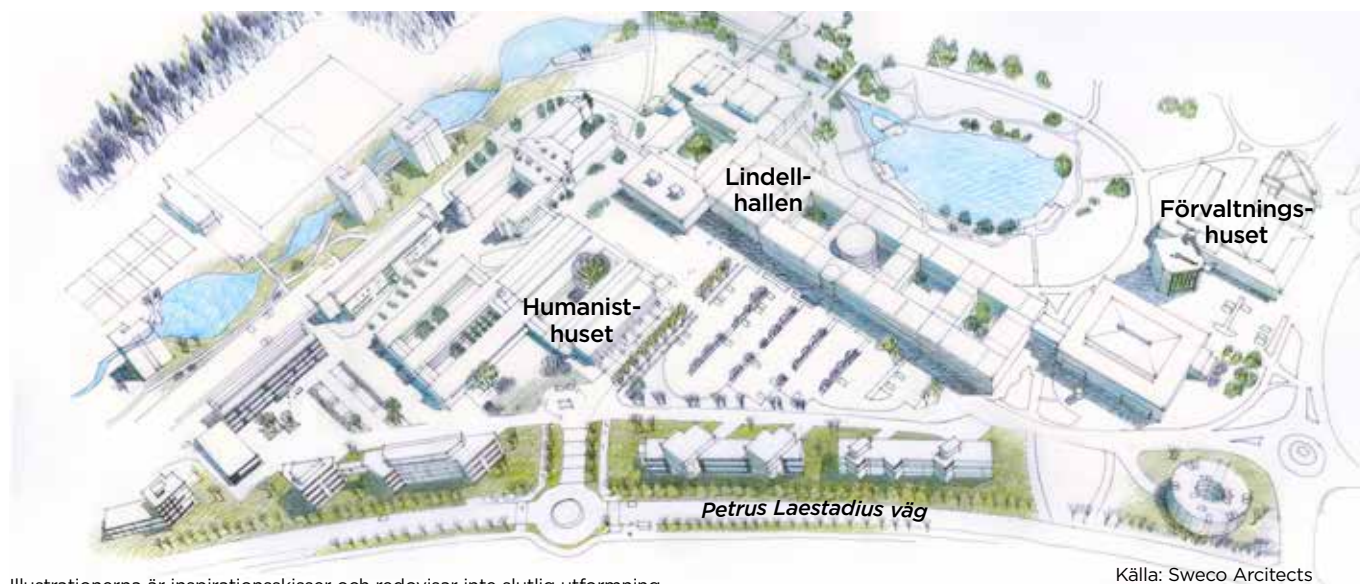 Lindell-
hallen
Förvaltnings-
huset
Humanist-
huset
Petrus Laestadius väg
Källa: Sweco Arcitects
Illustrationerna är inspirationsskisser och redovisar inte slutlig utformning